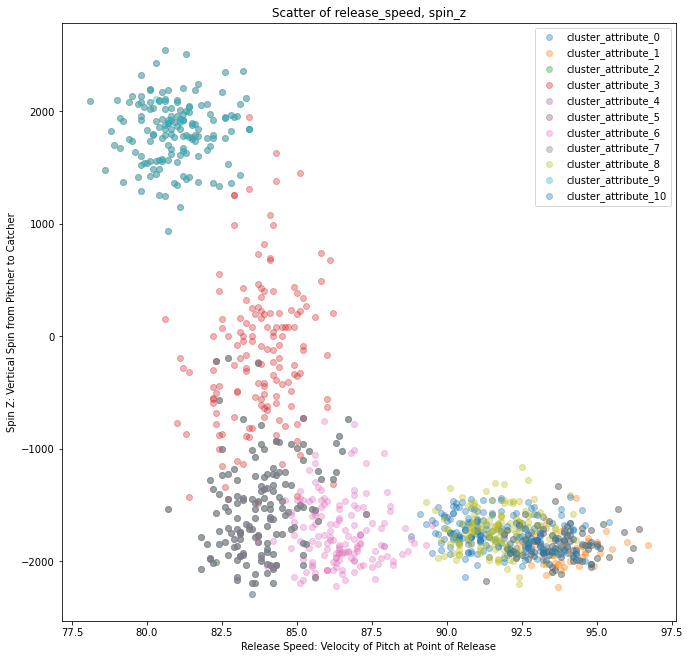 Scatter of release_speed, spin_z
cluster_attribute_0
cluster_attribute_1
cluster_attribute_2
cluster_attribute_3
cluster_attribute_4
cluster_attribute_5
cluster_attribute_6
cluster_attribute_7
cluster_attribute_8
cluster_attribute_9
cluster_attribute_10
Spin Z: Vertical Spin from Pitcher to Catcher
2000
1000
0
−1000
−2000
77.5 80.0 82.5 85.0 87.5 90.0 92.5 95.0 97.5
Release Speed: Velocity of Pitch at Point of Release